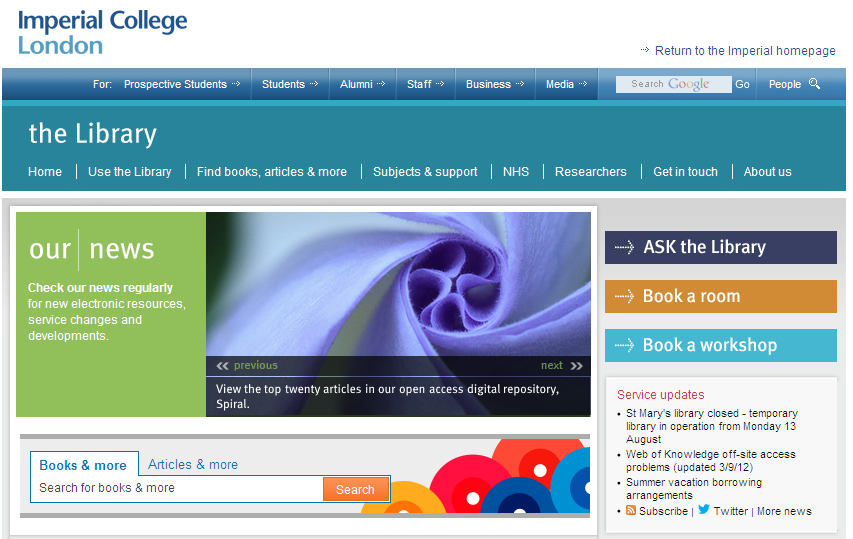 Imperial College
London
Return to the Imperial homepage
For: Prospective Students Students Alumni Staff Business Media Search Google Go People
the Library
Home Use the Library Find books, articles & more Subjects & support NHS Researchers Get in touch About us
our news
Check our news regularly
for new electronic resources,
service changes and
developments.
previous next
View the top twenty articles in our open access digital repository,
Spiral.
ASK the Library
Book a room
Book a workshop
Service updates
• St Mary's library closed - temporary
library in operation from Monday 13
August
• Web of Knowledge off-site access
problems (updated 3/9/12)
• Summer vacation borrowing
arrangements
• Subscribe | Twitter | More news
Books & more Articles & more
Search for books & more Search